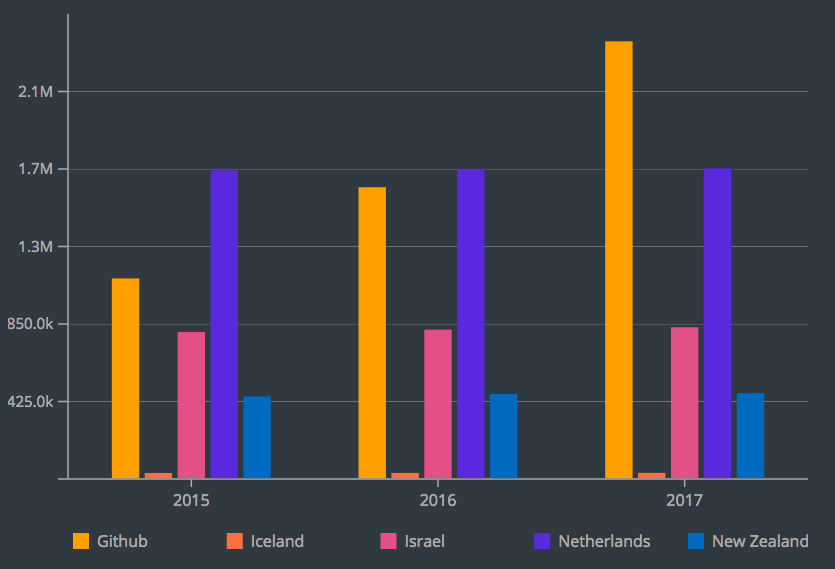 2.1M
1.7M
1.3M
850.0k
425.0k
2015 2016 2017
Github Iceland Israel Netherlands New Zealand